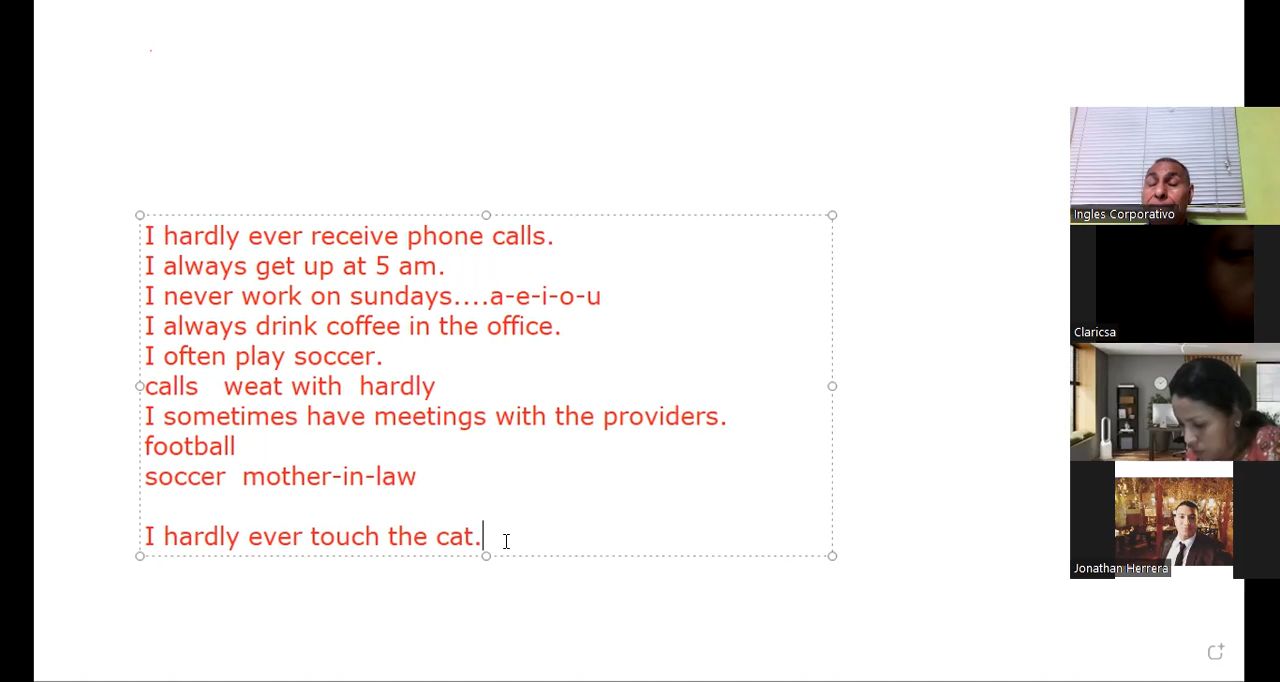 I hardly ever receive phone calls.
I always get up at 5 am.
I never work on sundays....a-e-i-o-u
I always drink coffee in the office.
I often play soccer.
calls weat with hardly
I sometimes have meetings with the providers.
football
soccer mother-in-law
I hardly ever touch the cat.
Ingles Corporativo
Claricsa
Jonathan Herrera